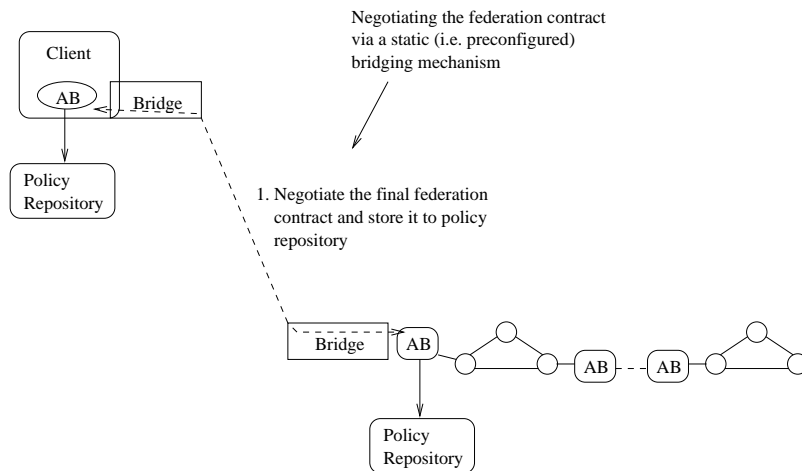 Negotiating the federation contract
via a static (i.e. preconfigured)
bridging mechanism
Client
AB
Bridge
Policy
Repository
1. Negotiate the final federation
contract and store it to policy
repository
Bridge
AB
AB
AB
Policy
Repository